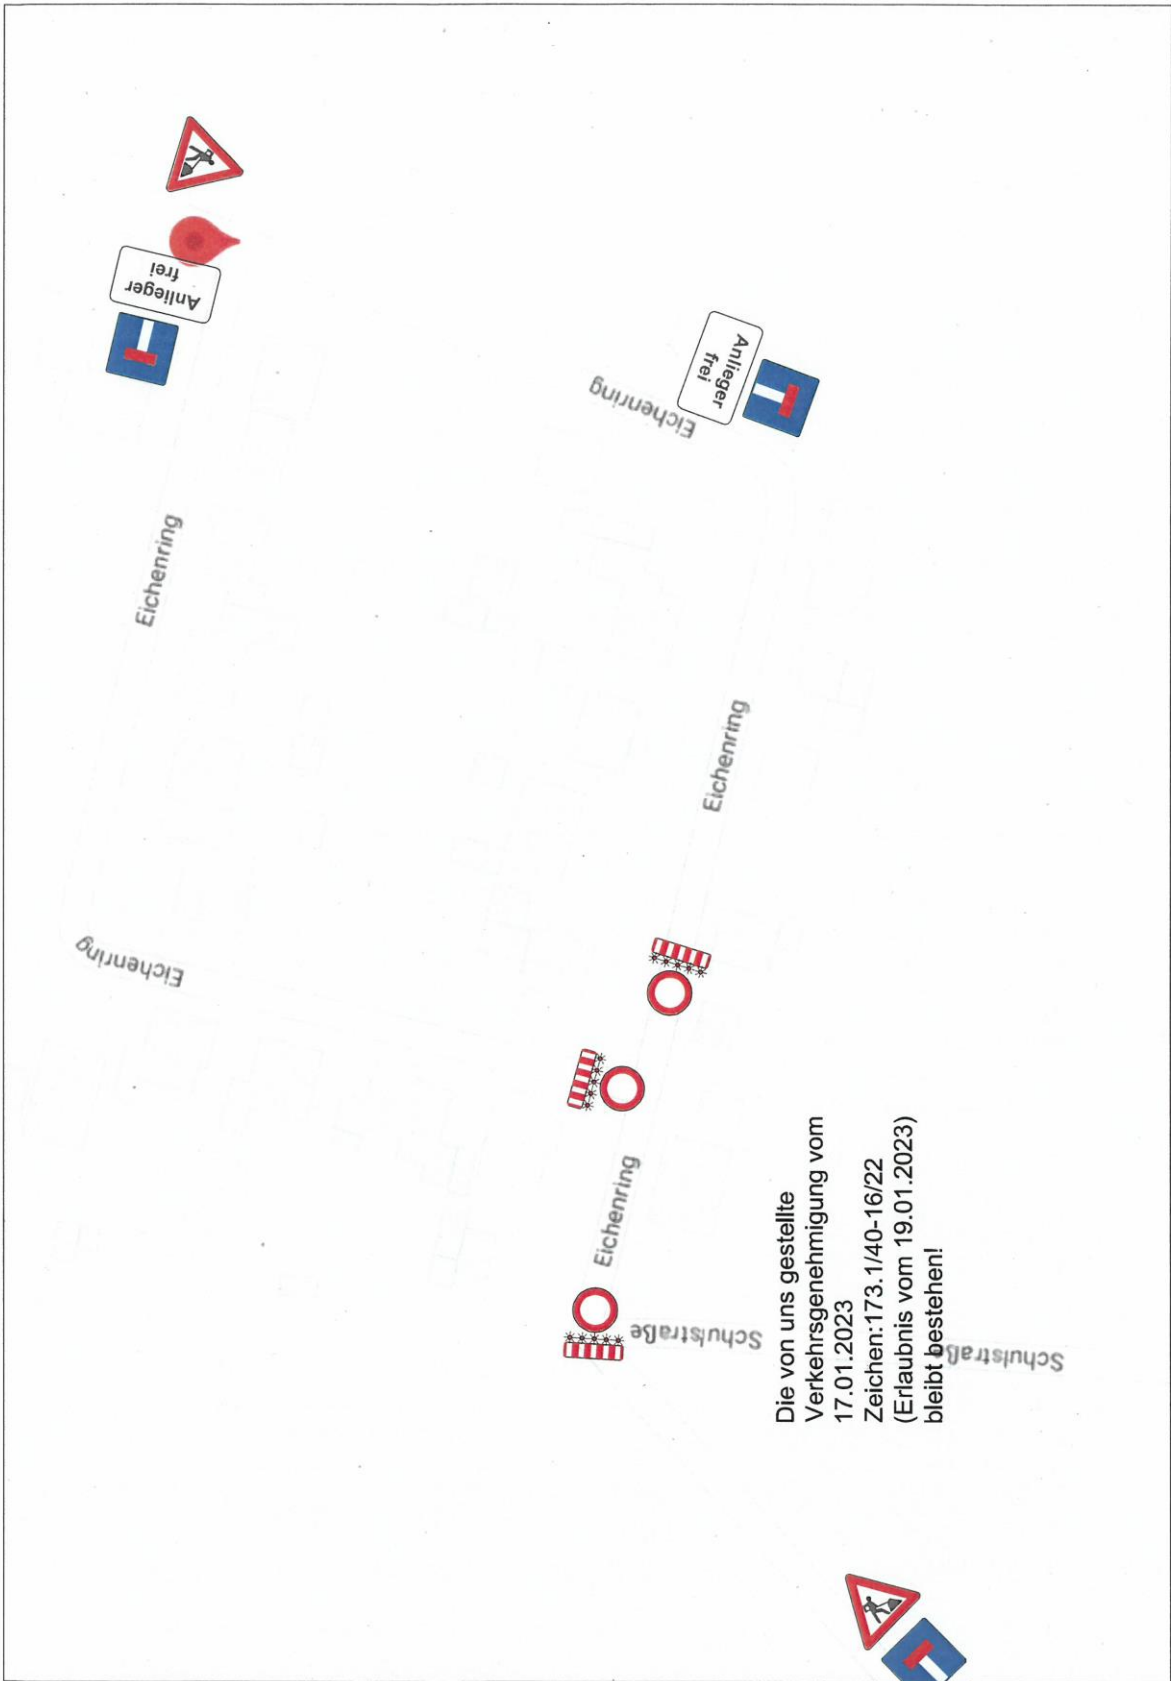 Anlieger
frei
Anlieger
frei
Eichenring
Eichenring
Eichenring
Eichenring
Eichenring
Schulstraße
Schulstraße
Die von uns gestellte
Verkehrsgenehmigung vom
17.01.2023
Zeichen:173.1/40-16/22
(Erlaubnis vom 19.01.2023)
bleibt bestehen!